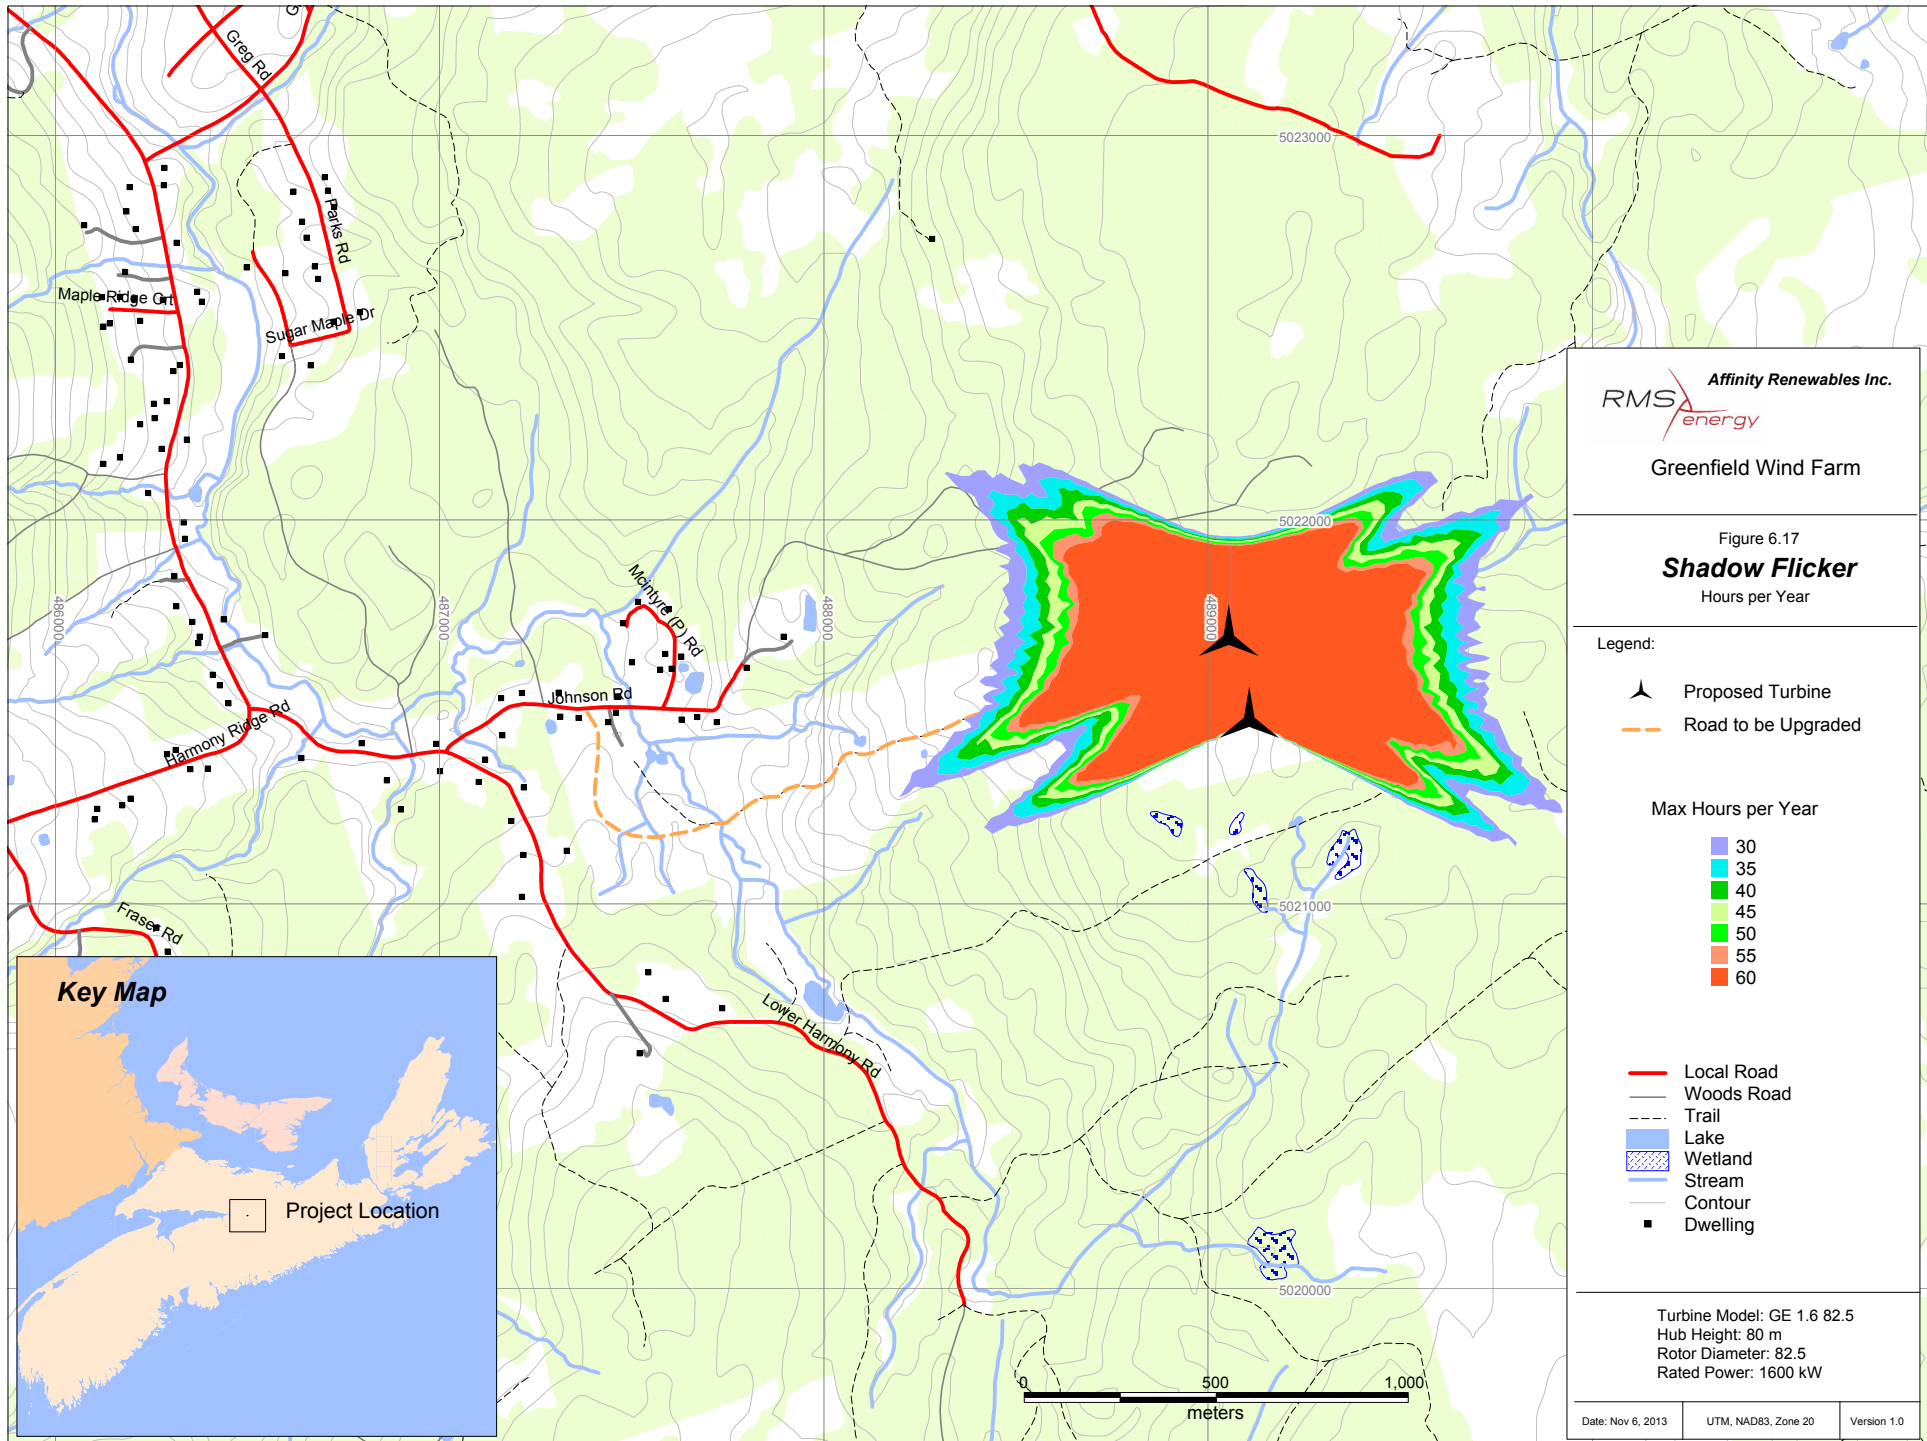 G
Greg Rd
Parks Rd
Maple Ridge Crt
Sugar Maple Dr
5023000
5022000
486000
487000
488000
489000
McIntyre (P) Rd
Johnson Rd
Harmony Ridge Rd
Fraser Rd
5021000
Lower Harmony Rd
5020000
Key Map
Project Location
0 500 1,000
meters
Affinity Renewables Inc.
RMS
energy
Greenfield Wind Farm
Figure 6.17
Shadow Flicker
Hours per Year
Legend:
Proposed Turbine
Road to be Upgraded
Max Hours per Year
30
35
40
45
50
55
60
Local Road
Woods Road
Trail
Lake
Wetland
Stream
Contour
Dwelling
Turbine Model: GE 1.6 82.5
Hub Height: 80 m
Rotor Diameter: 82.5
Rated Power: 1600 kW
Date: Nov 6, 2013
UTM, NAD83, Zone 20
Version 1.0